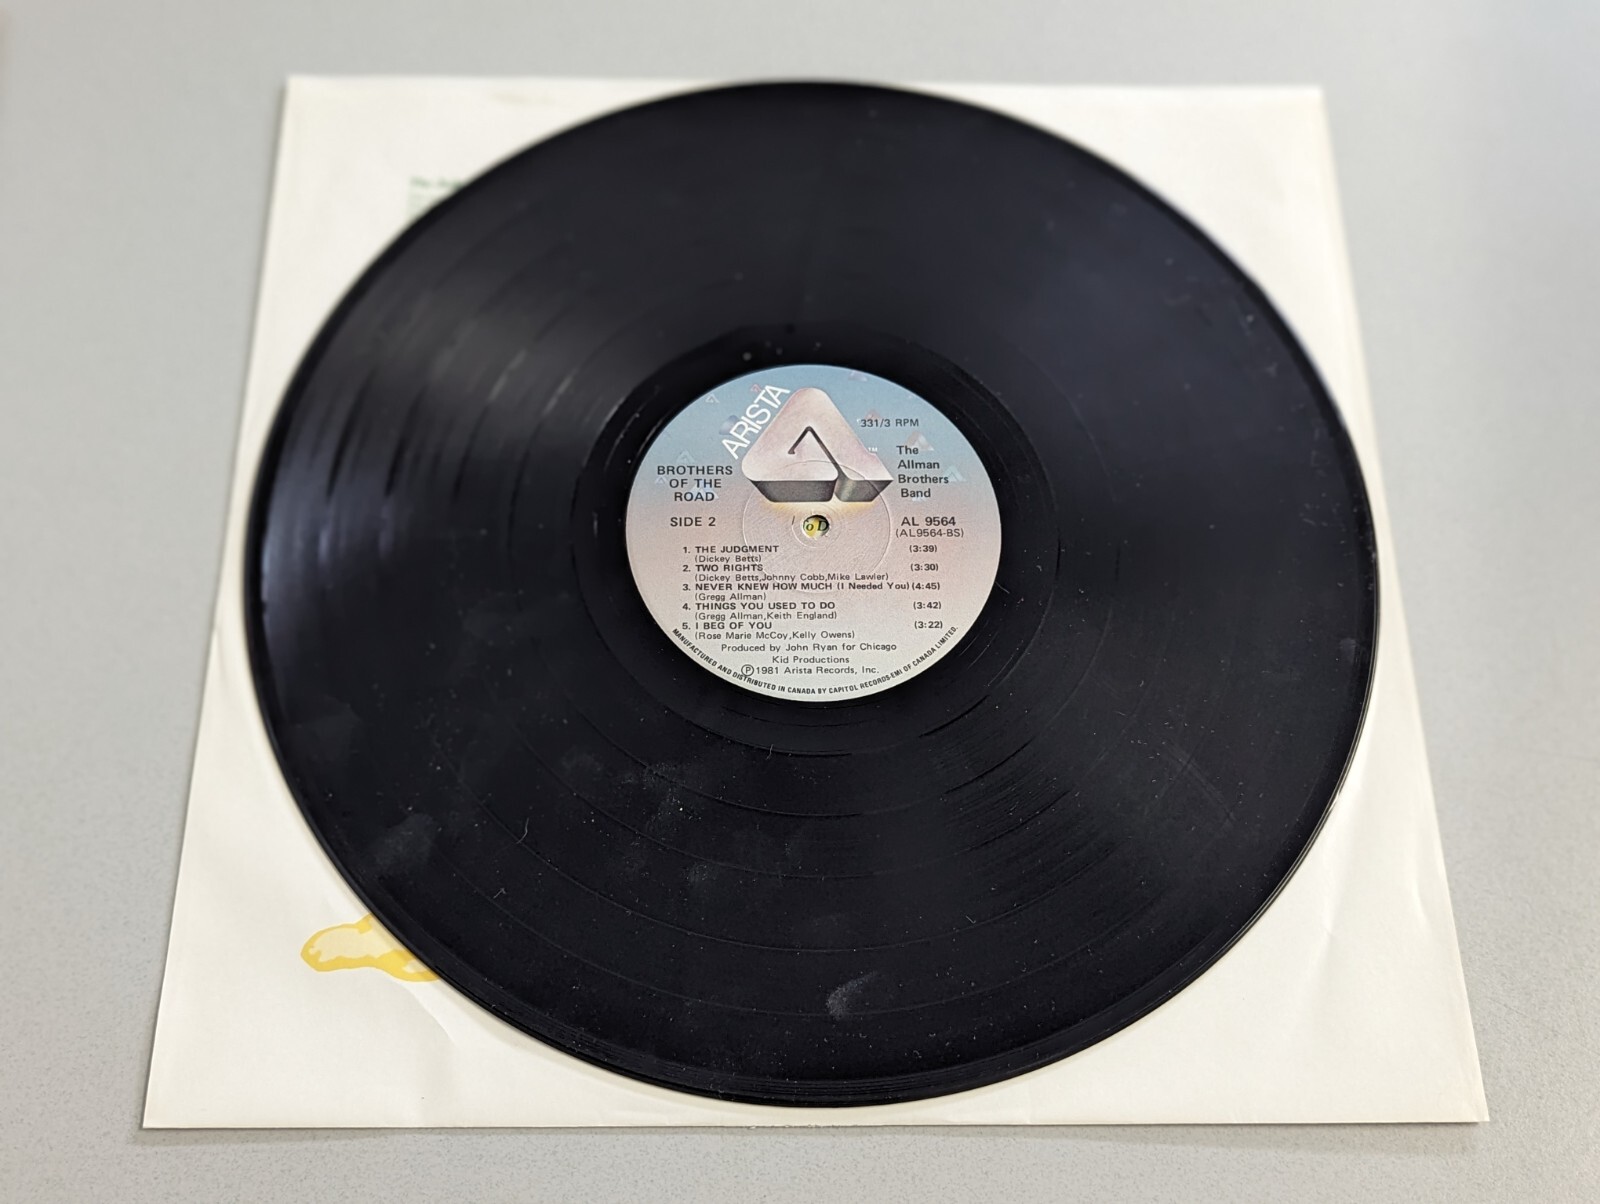 ARISTA
331/3 RPM
BROTHERS
OF THE
ROAD
The
Allman
Brothers
Band
SIDE 2
AL 9564
(AL9564-BS)
1. THE JUDGMENT (3:39)
(Dickey Betts)
2. TWO RIGHTS (3:30)
(Dickey Betts,Johnny Cobb,Mike Lawler)
3. NEVER KNEW HOW MUCH (I Needed You) (4:45)
(Gregg Allman)
4. THINGS YOU USED TO DO (3:42)
(Gregg Allman,Keith England)
5. I BEG OF YOU (3:22)
(Rose Marie McCoy,Kelly Owens)
Produced by John Ryan for Chicago
Kid Productions
Ⓟ1981 Arista Records, Inc.
MANUFACTURED AND DISTRIBUTED IN CANADA BY CAPITOL RECORDS-EMI OF CANADA LIMITED.